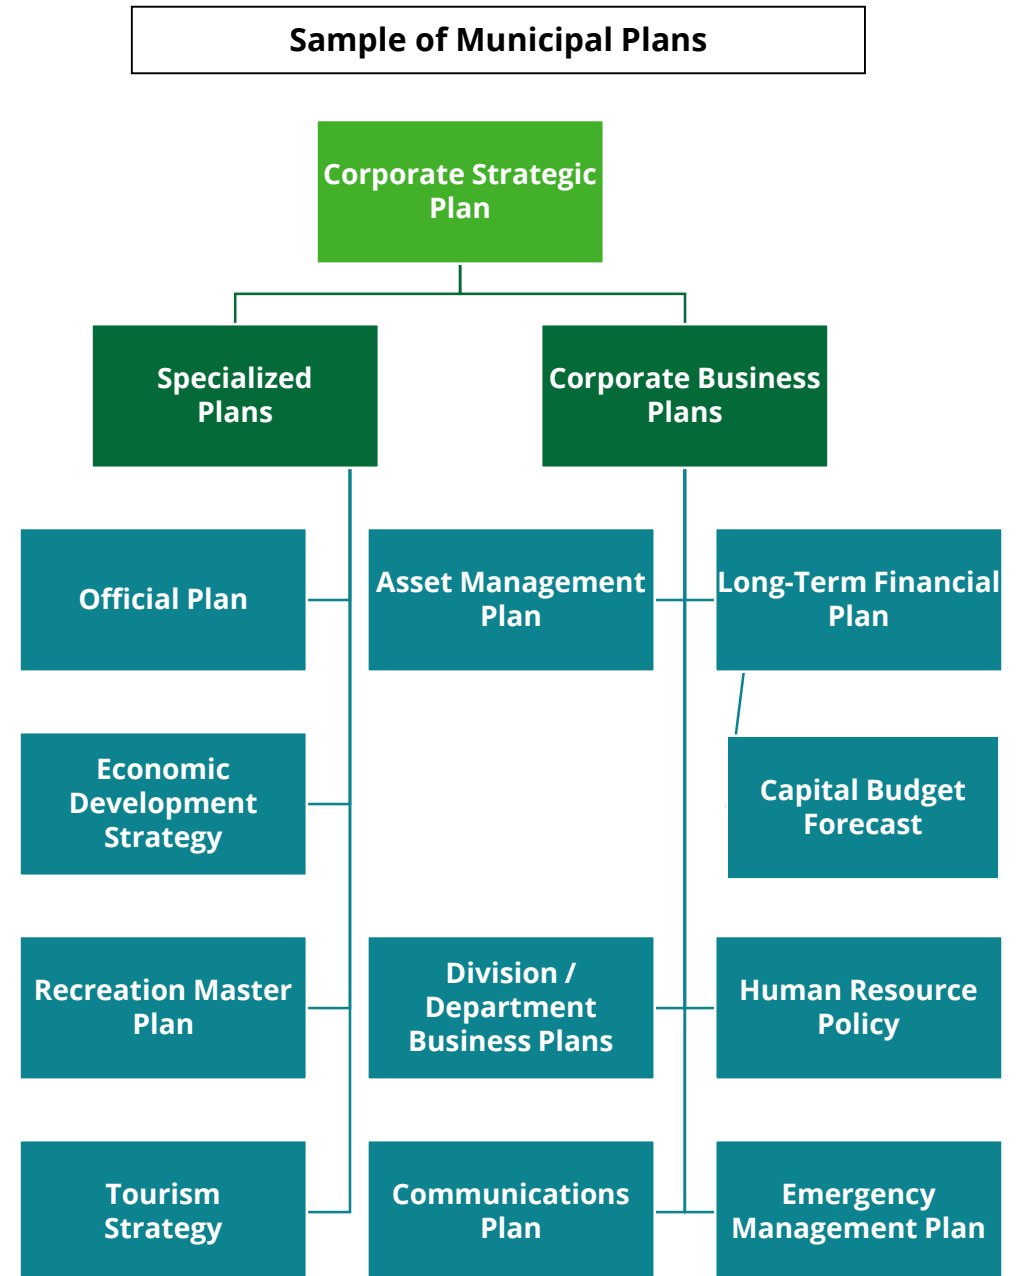 Sample of Municipal Plans
Corporate Strategic
Plan
Specialized
Plans
Corporate Business
Plans
Official Plan
Asset Management
Plan
Long-Term Financial
Plan
Economic
Development
Strategy
Capital Budget
Forecast
Recreation Master
Plan
Division /
Department
Business Plans
Human Resource
Policy
Tourism
Strategy
Communications
Plan
Emergency
Management Plan